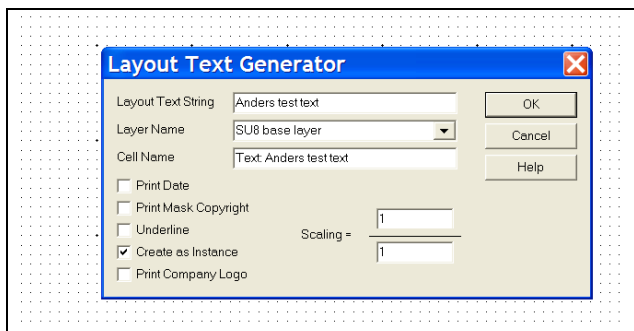 Layout Text Generator
Layout Text String Anders test text OK
Layer Name SU8 base layer Cancel
Cell Name Text: Anders test text Help
Print Date
Print Mask Copyright
Underline
Create as Instance
Print Company Logo
Scaling = 1
1